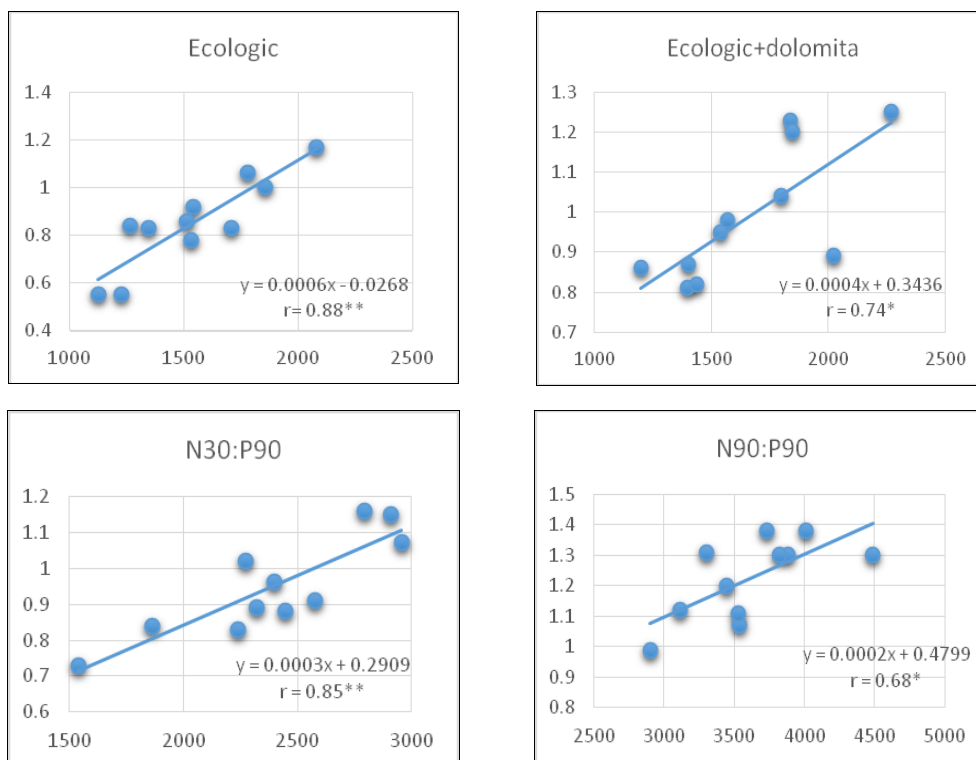 Ecologic
1.4
1.2
1
0.8
0.6
0.4
y = 0.0006x - 0.0268
r = 0.88**
1000 1500 2000 2500
Ecologic+dolomita
1.3
1.2
1.1
1
0.9
0.8
0.7
y = 0.0004x + 0.3436
r = 0.74*
1000 1500 2000 2500
N30:P90
1.2
1.1
1
0.9
0.8
0.7
0.6
y = 0.0003x + 0.2909
r = 0.85**
1500 2000 2500 3000
N90:P90
1.5
1.4
1.3
1.2
1.1
1
0.9
0.8
y = 0.0002x + 0.4799
r = 0.68*
2500 3000 3500 4000 4500 5000